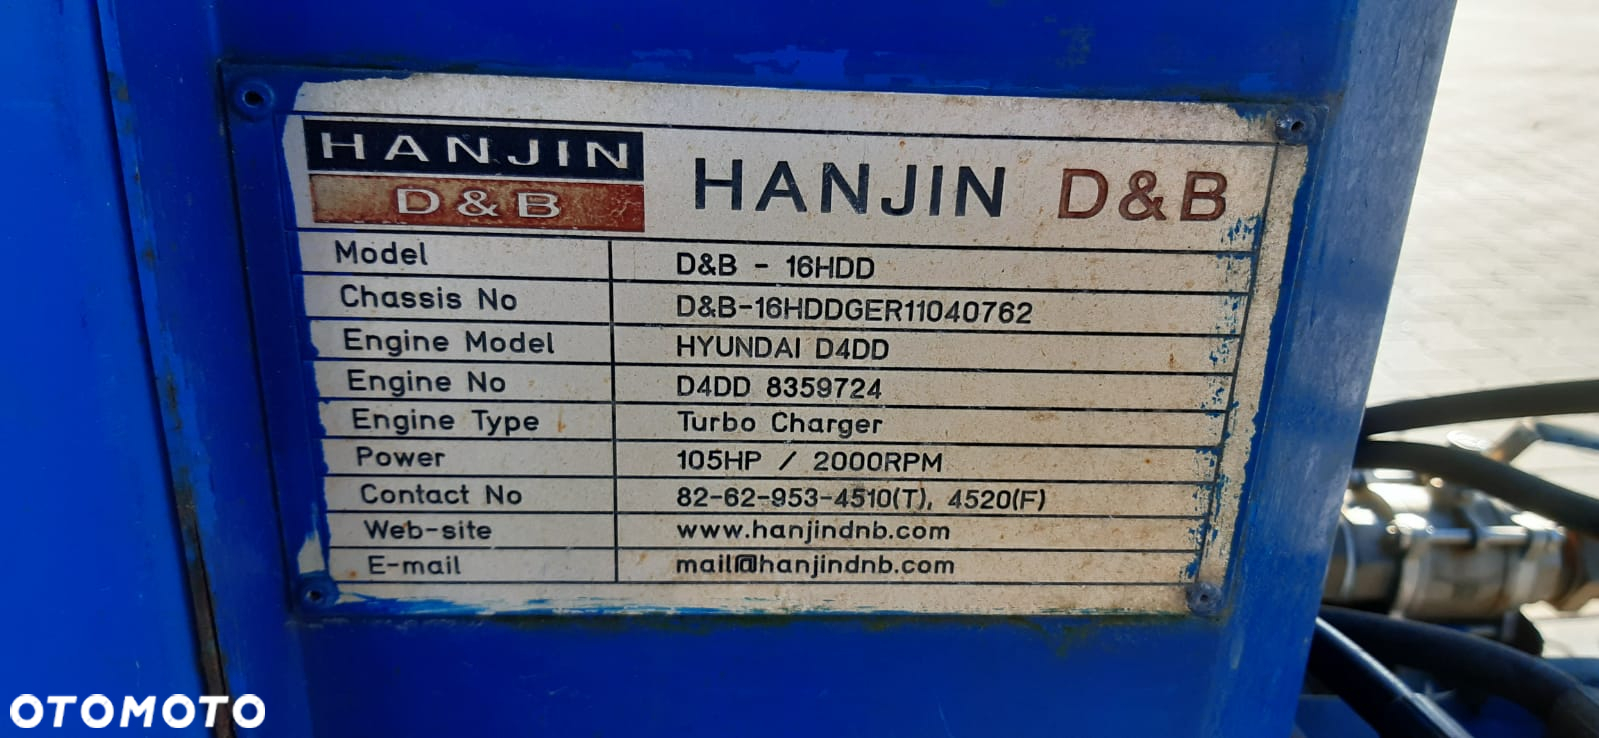 HANJIN
D&B
HANJIN D&B
Model D&B - 16HDD
Chassis No D&B-16HDDGER11040762
Engine Model HYUNDAI D4DD
Engine No D4DD 8359724
Engine Type Turbo Charger
Power 105HP / 2000RPM
Contact No 82-62-953-4510(T), 4520(F)
Web-site www.hanjindnb.com
E-mail mail@hanjindnb.com
OTOMOTO